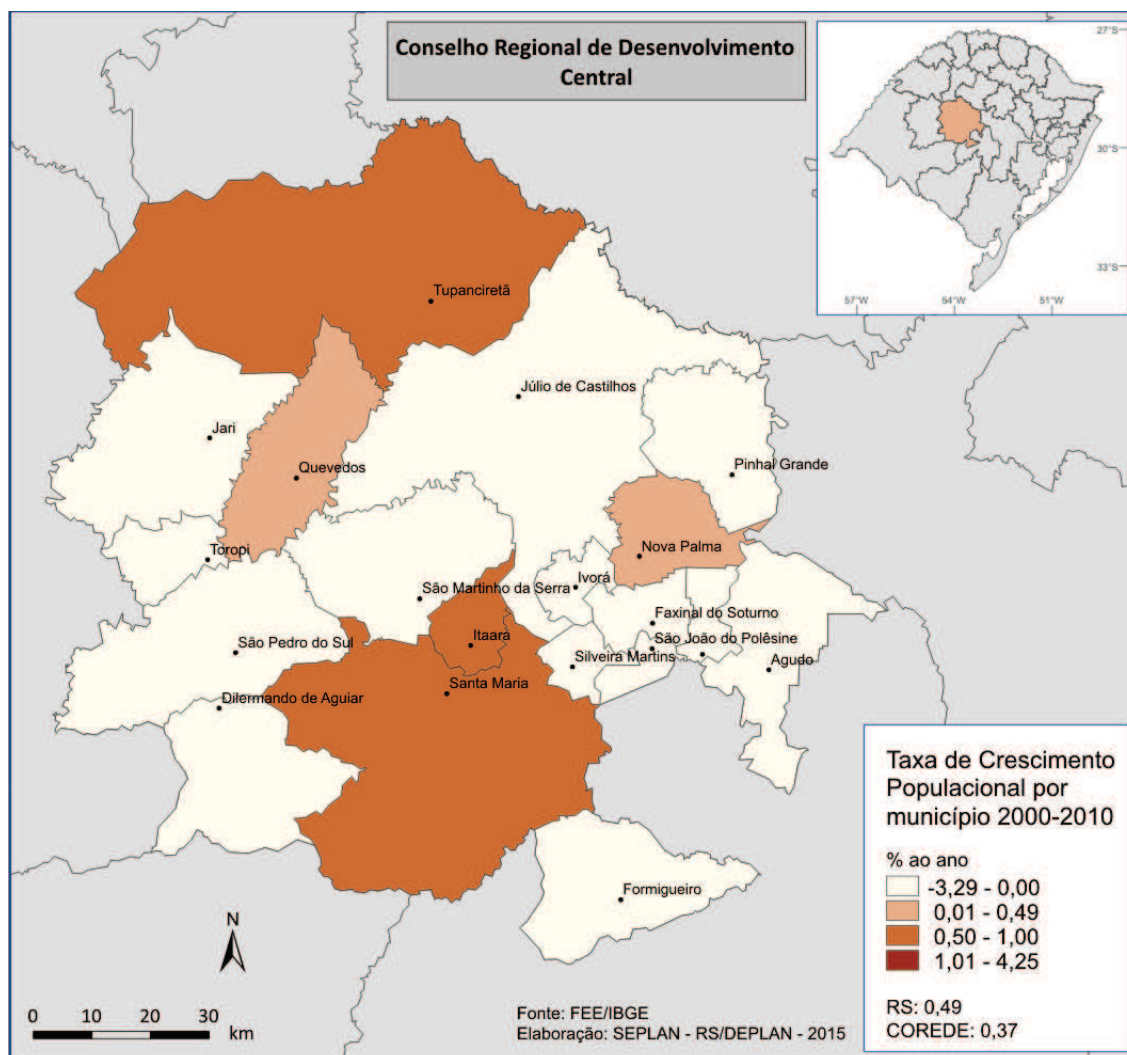 Conselho Regional de Desenvolvimento
Central
27°S
30°S
33°S
57°W
54°W
51°W
Tupanciretã
Júlio de Castilhos
Jari
Quevedos
Pinhal Grande
Toropi
Nova Palma
Ivorá
São Martinho da Serra
Faxinal do Soturno
Itaara
São João do Polêsine
São Pedro do Sul
Silveira Martins
Agudo
Santa Maria
Dilermando de Aguiar
Formigueiro
Taxa de Crescimento
Populacional por
município 2000-2010
% ao ano
-3,29 - 0,00
0,01 - 0,49
0,50 - 1,00
1,01 - 4,25
RS: 0,49
COREDE: 0,37
N
0 10 20 30
km
Fonte: FEE/IBGE
Elaboração: SEPLAN - RS/DEPLAN - 2015